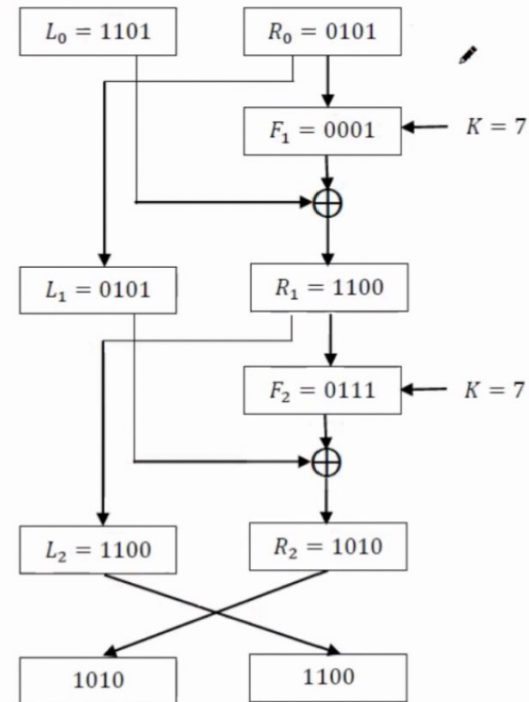 L₀ = 1101 R₀ = 0101
F₁ = 0001 K = 7
L₁ = 0101 R₁ = 1100
F₂ = 0111 K = 7
L₂ = 1100 R₂ = 1010
1010 1100